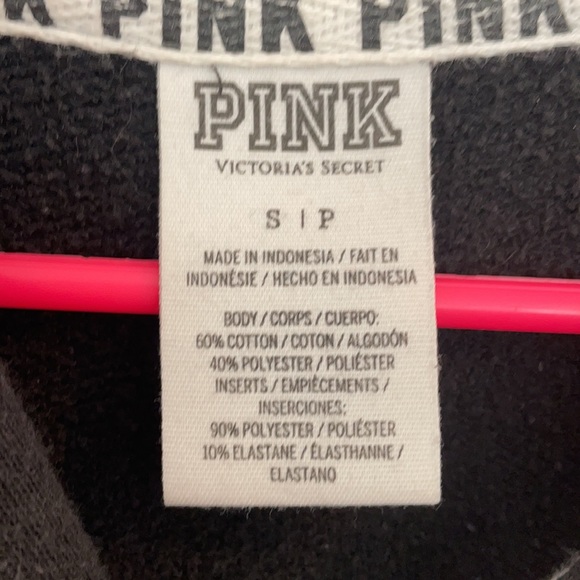 K PINK PINK
PINK
VICTORIA'S SECRET
S | P
MADE IN INDONESIA / FAIT EN
INDONÉSIE / HECHO EN INDONESIA
BODY / CORPS / CUERPO:
60% COTTON / COTON / ALGODÓN
40% POLYESTER / POLIÉSTER
INSERTS / EMPIÈCEMENTS /
INSERCIONES:
90% POLYESTER / POLIÉSTER
10% ELASTANE / ÉLASTHANNE /
ELASTANO